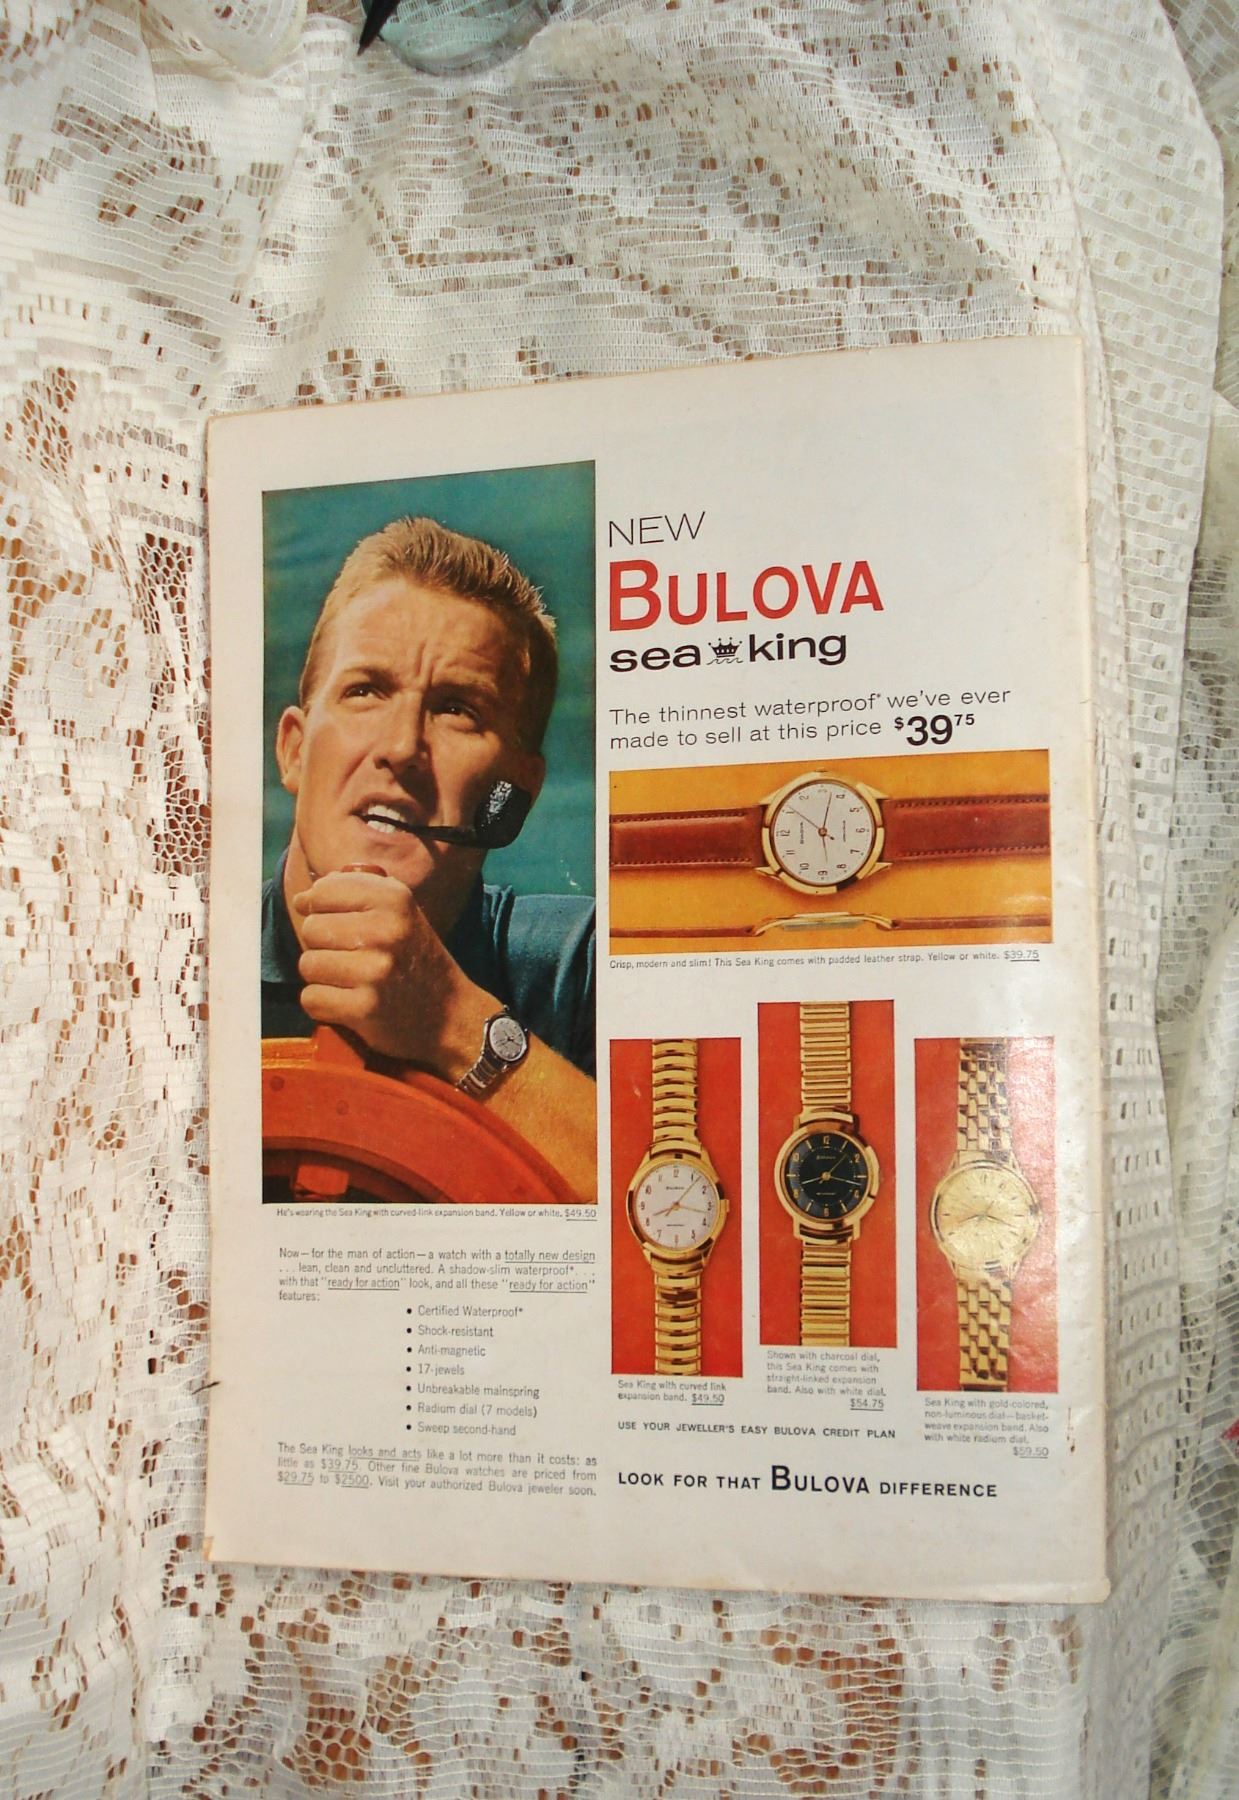 NEW
BULOVA
sea king
The thinnest waterproof* we've ever
made to sell at this price $39.75
Crisp, modern and slim! This Sea King comes with padded leather strap. Yellow or white. $39.75
He's wearing the Sea King with curved-link expansion band. Yellow or white. $49.50
Now—for the man of action—a watch with a totally new design
... lean, clean and uncluttered. A shadow-slim waterproof*...
with that "ready for action" look, and all these "ready for action"
features:
• Certified Waterproof*
• Shock-resistant
• Anti-magnetic
• 17-jewels
• Unbreakable mainspring
• Radium dial (7 models)
• Sweep second-hand
The Sea King looks and acts like a lot more than it costs: as
little as $39.75. Other fine Bulova watches are priced from
$29.75 to $2500. Visit your authorized Bulova jeweler soon.
Sea King with curved link
expansion band. $49.50
Shown with charcoal dial,
this Sea King comes with
straight-linked expansion
band. Also with white dial.
$54.75
Sea King with gold-colored,
non-luminous dial—basket-
weave expansion band. Also
with white radium dial,
$59.50
USE YOUR JEWELLER'S EASY BULOVA CREDIT PLAN
LOOK FOR THAT BULOVA DIFFERENCE